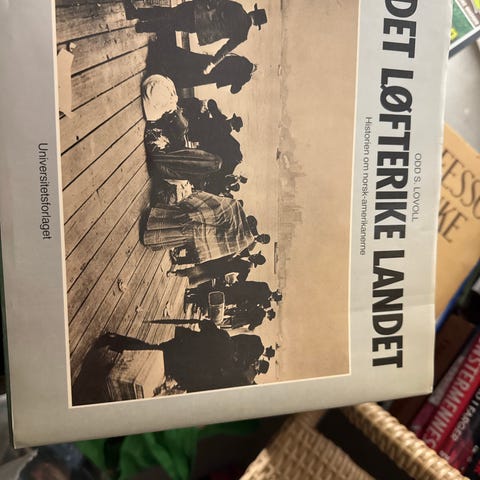 DET LØFTERIKE LANDET
ODD S. LOVOLL
Historien om norsk-amerikanerne
Universitetsforlaget